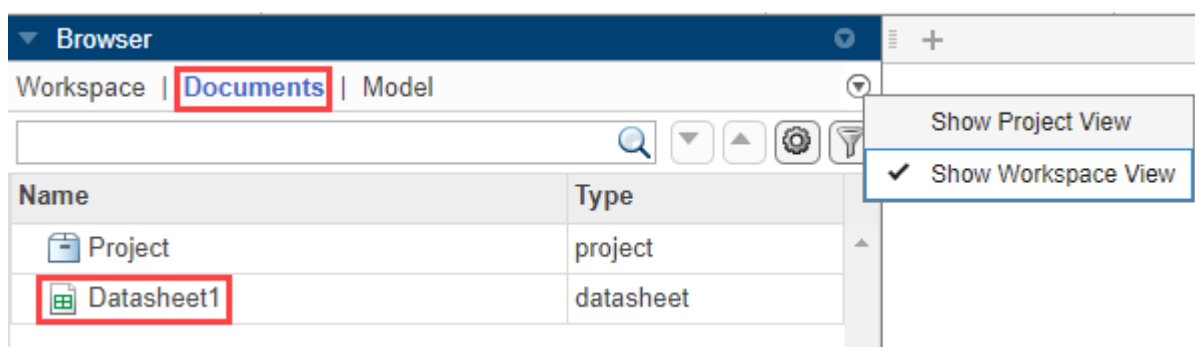 Browser
Workspace | Documents | Model
Show Project View
Show Workspace View
Name Type
Project project
Datasheet1 datasheet